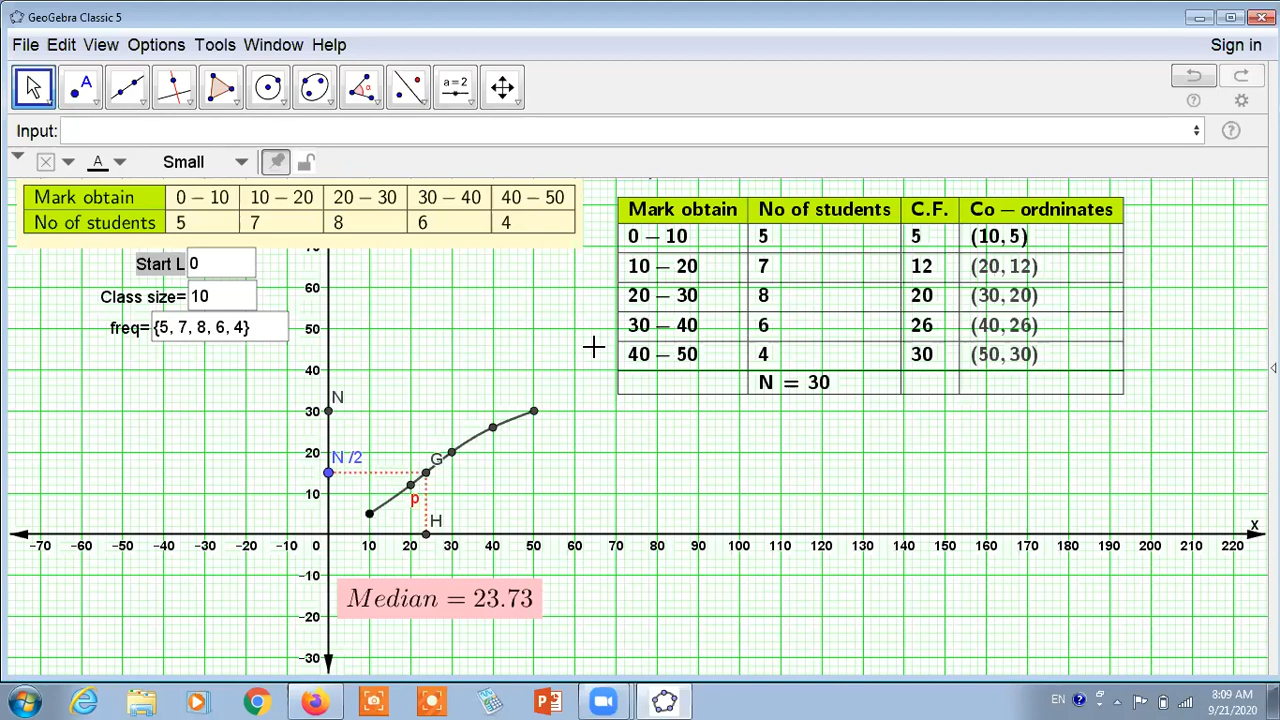 GeoGebra Classic 5
File Edit View Options Tools Window Help Sign in
A a=2 α
Input:
A Small
Mark obtain 0 – 10 10 – 20 20 – 30 30 – 40 40 – 50
No of students 5 7 8 6 4
Start L 0
Class size= 10
freq= {5, 7, 8, 6, 4}
Mark obtain No of students C.F. Co – ordninates
0 – 10 5 5 (10, 5)
10 – 20 7 12 (20, 12)
20 – 30 8 20 (30, 20)
30 – 40 6 26 (40, 26)
40 – 50 4 30 (50, 30)
N = 30
70
60
50
40
30 N
20 N /2 G
10 p
H x
–70 –60 –50 –40 –30 –20 –10 0 10 20 30 40 50 60 70 80 90 100 110 120 130 140 150 160 170 180 190 200 210 220
–10
Median = 23.73
–20
–30
EN 8:09 AM
9/21/2020